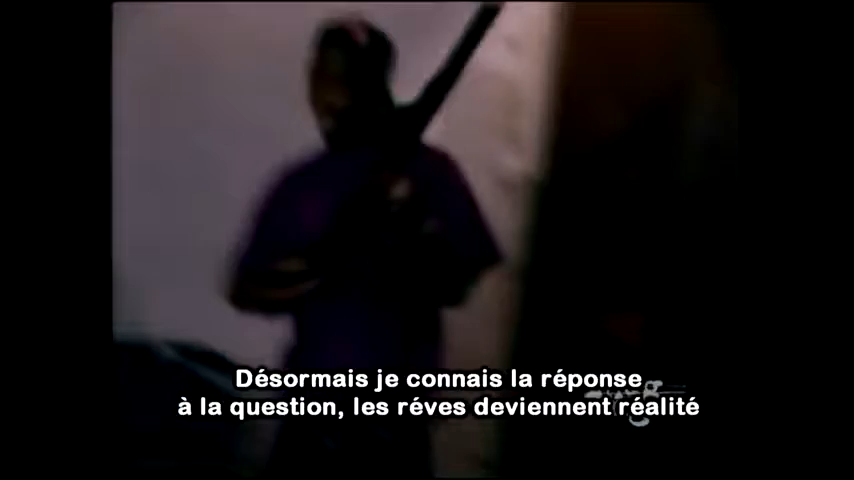 Désormais je connais la réponse
à la question, les réves deviennent réalité